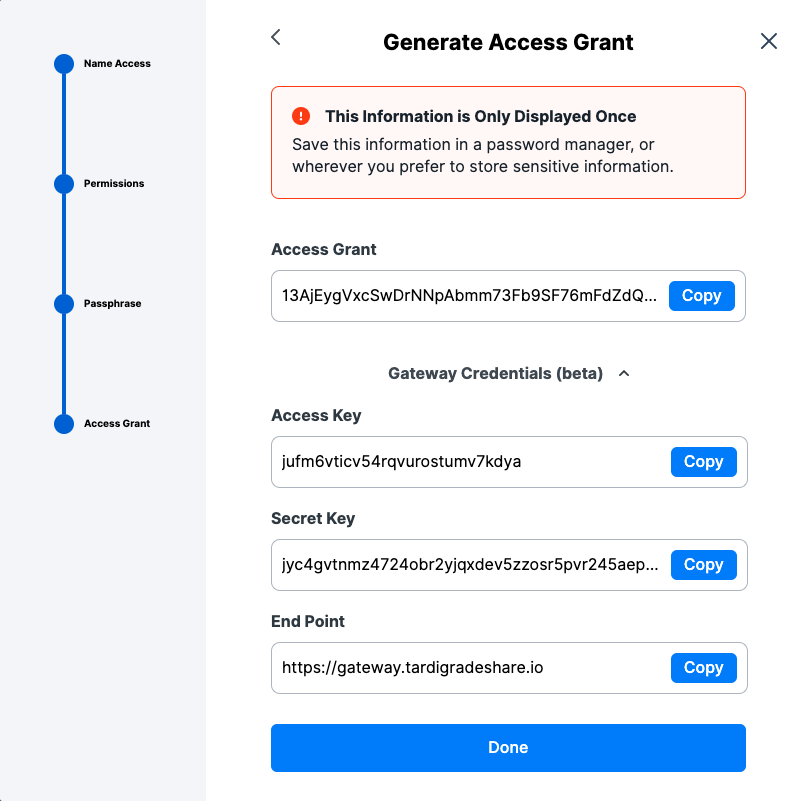 Name Access
Permissions
Passphrase
Access Grant
Generate Access Grant
This Information is Only Displayed Once
Save this information in a password manager, or
wherever you prefer to store sensitive information.
Access Grant
13AjEygVxcSwDrNNpAbmm73Fb9SF76mFdZdQ... Copy
Gateway Credentials (beta)
Access Key
jufm6vticv54rqvurostumv7kdya Copy
Secret Key
jyc4gvtnmz4724obr2yjqxdev5zzosr5pvr245aep... Copy
End Point
https://gateway.tardigradeshare.io Copy
Done